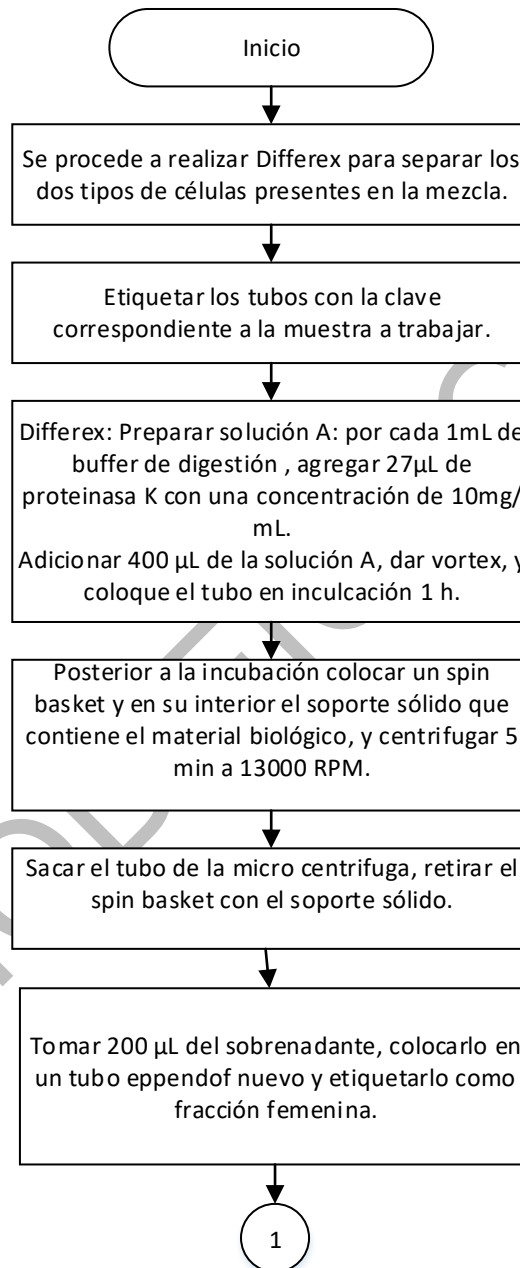 Inicio
Se procede a realizar Differex para separar los
dos tipos de células presentes en la mezcla.
Etiquetar los tubos con la clave
correspondiente a la muestra a trabajar.
Differex: Preparar solución A: por cada 1mL de
buffer de digestión , agregar 27µL de
proteinasa K con una concentración de 10mg/
mL.
Adicionar 400 µL de la solución A, dar vortex, y
coloque el tubo en inculcación 1 h.
Posterior a la incubación colocar un spin
basket y en su interior el soporte sólido que
contiene el material biológico, y centrifugar 5
min a 13000 RPM.
Sacar el tubo de la micro centrifuga, retirar el
spin basket con el soporte sólido.
Tomar 200 µL del sobrenadante, colocarlo en
un tubo eppendof nuevo y etiquetarlo como
fracción femenina.
1